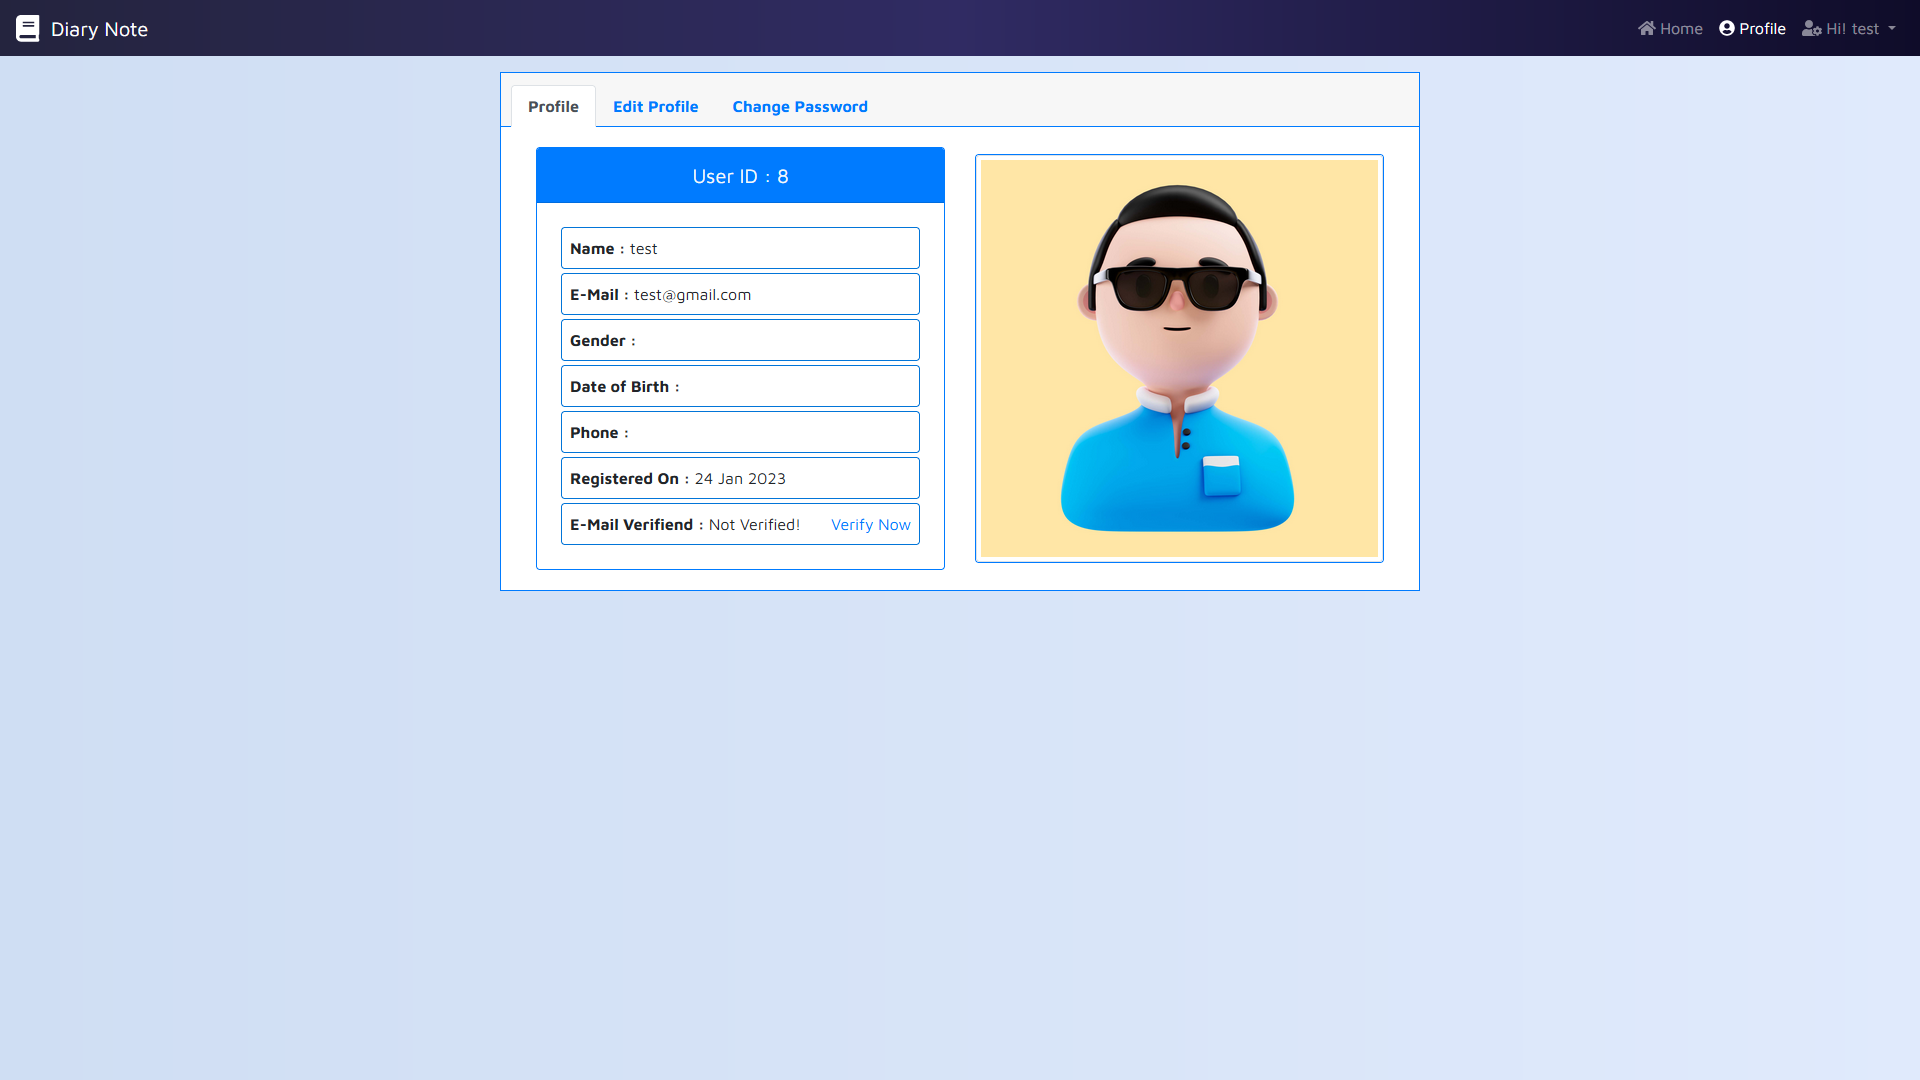 Diary Note
Home Profile Hi! test
Profile Edit Profile Change Password
User ID : 8
Name : test
E-Mail : test@gmail.com
Gender :
Date of Birth :
Phone :
Registered On : 24 Jan 2023
E-Mail Verifiend : Not Verified! Verify Now